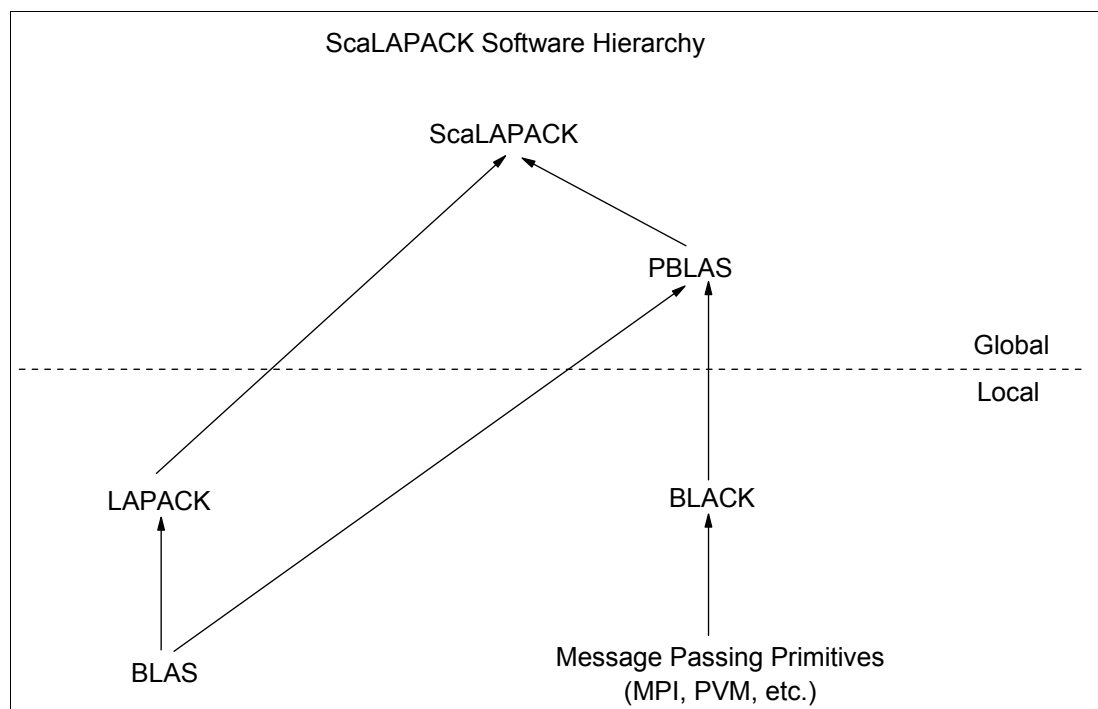 ScaLAPACK Software Hierarchy
ScaLAPACK
PBLAS
Global
Local
LAPACK
BLACK
BLAS
Message Passing Primitives
(MPI, PVM, etc.)